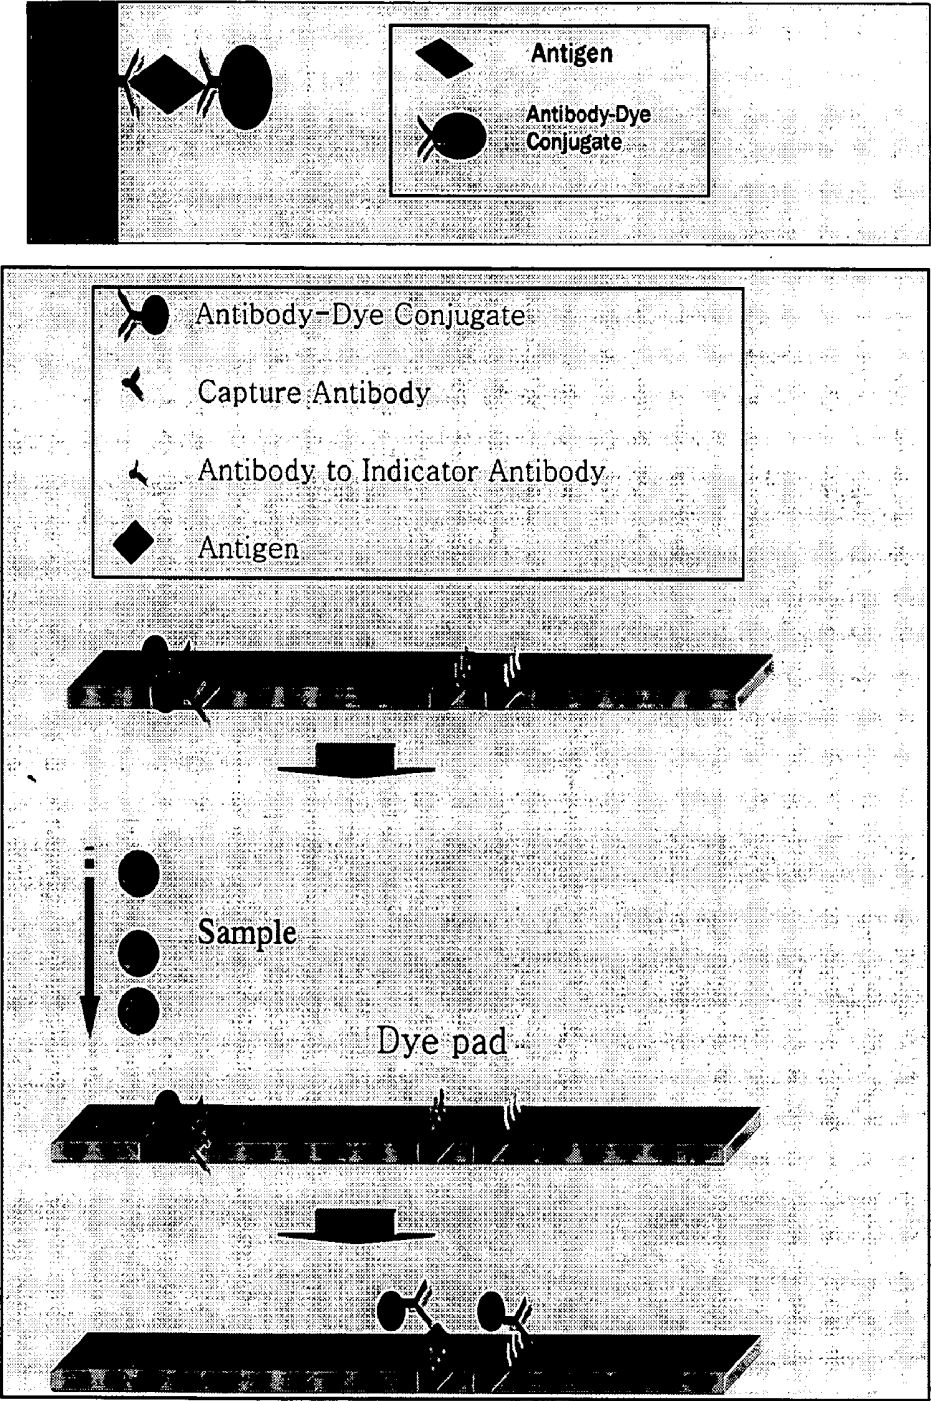 Antigen
Antibody-Dye
Conjugate
Antibody-Dye Conjugate
Capture Antibody
Antibody to Indicator Antibody
Antigen
Sample
Dye pad